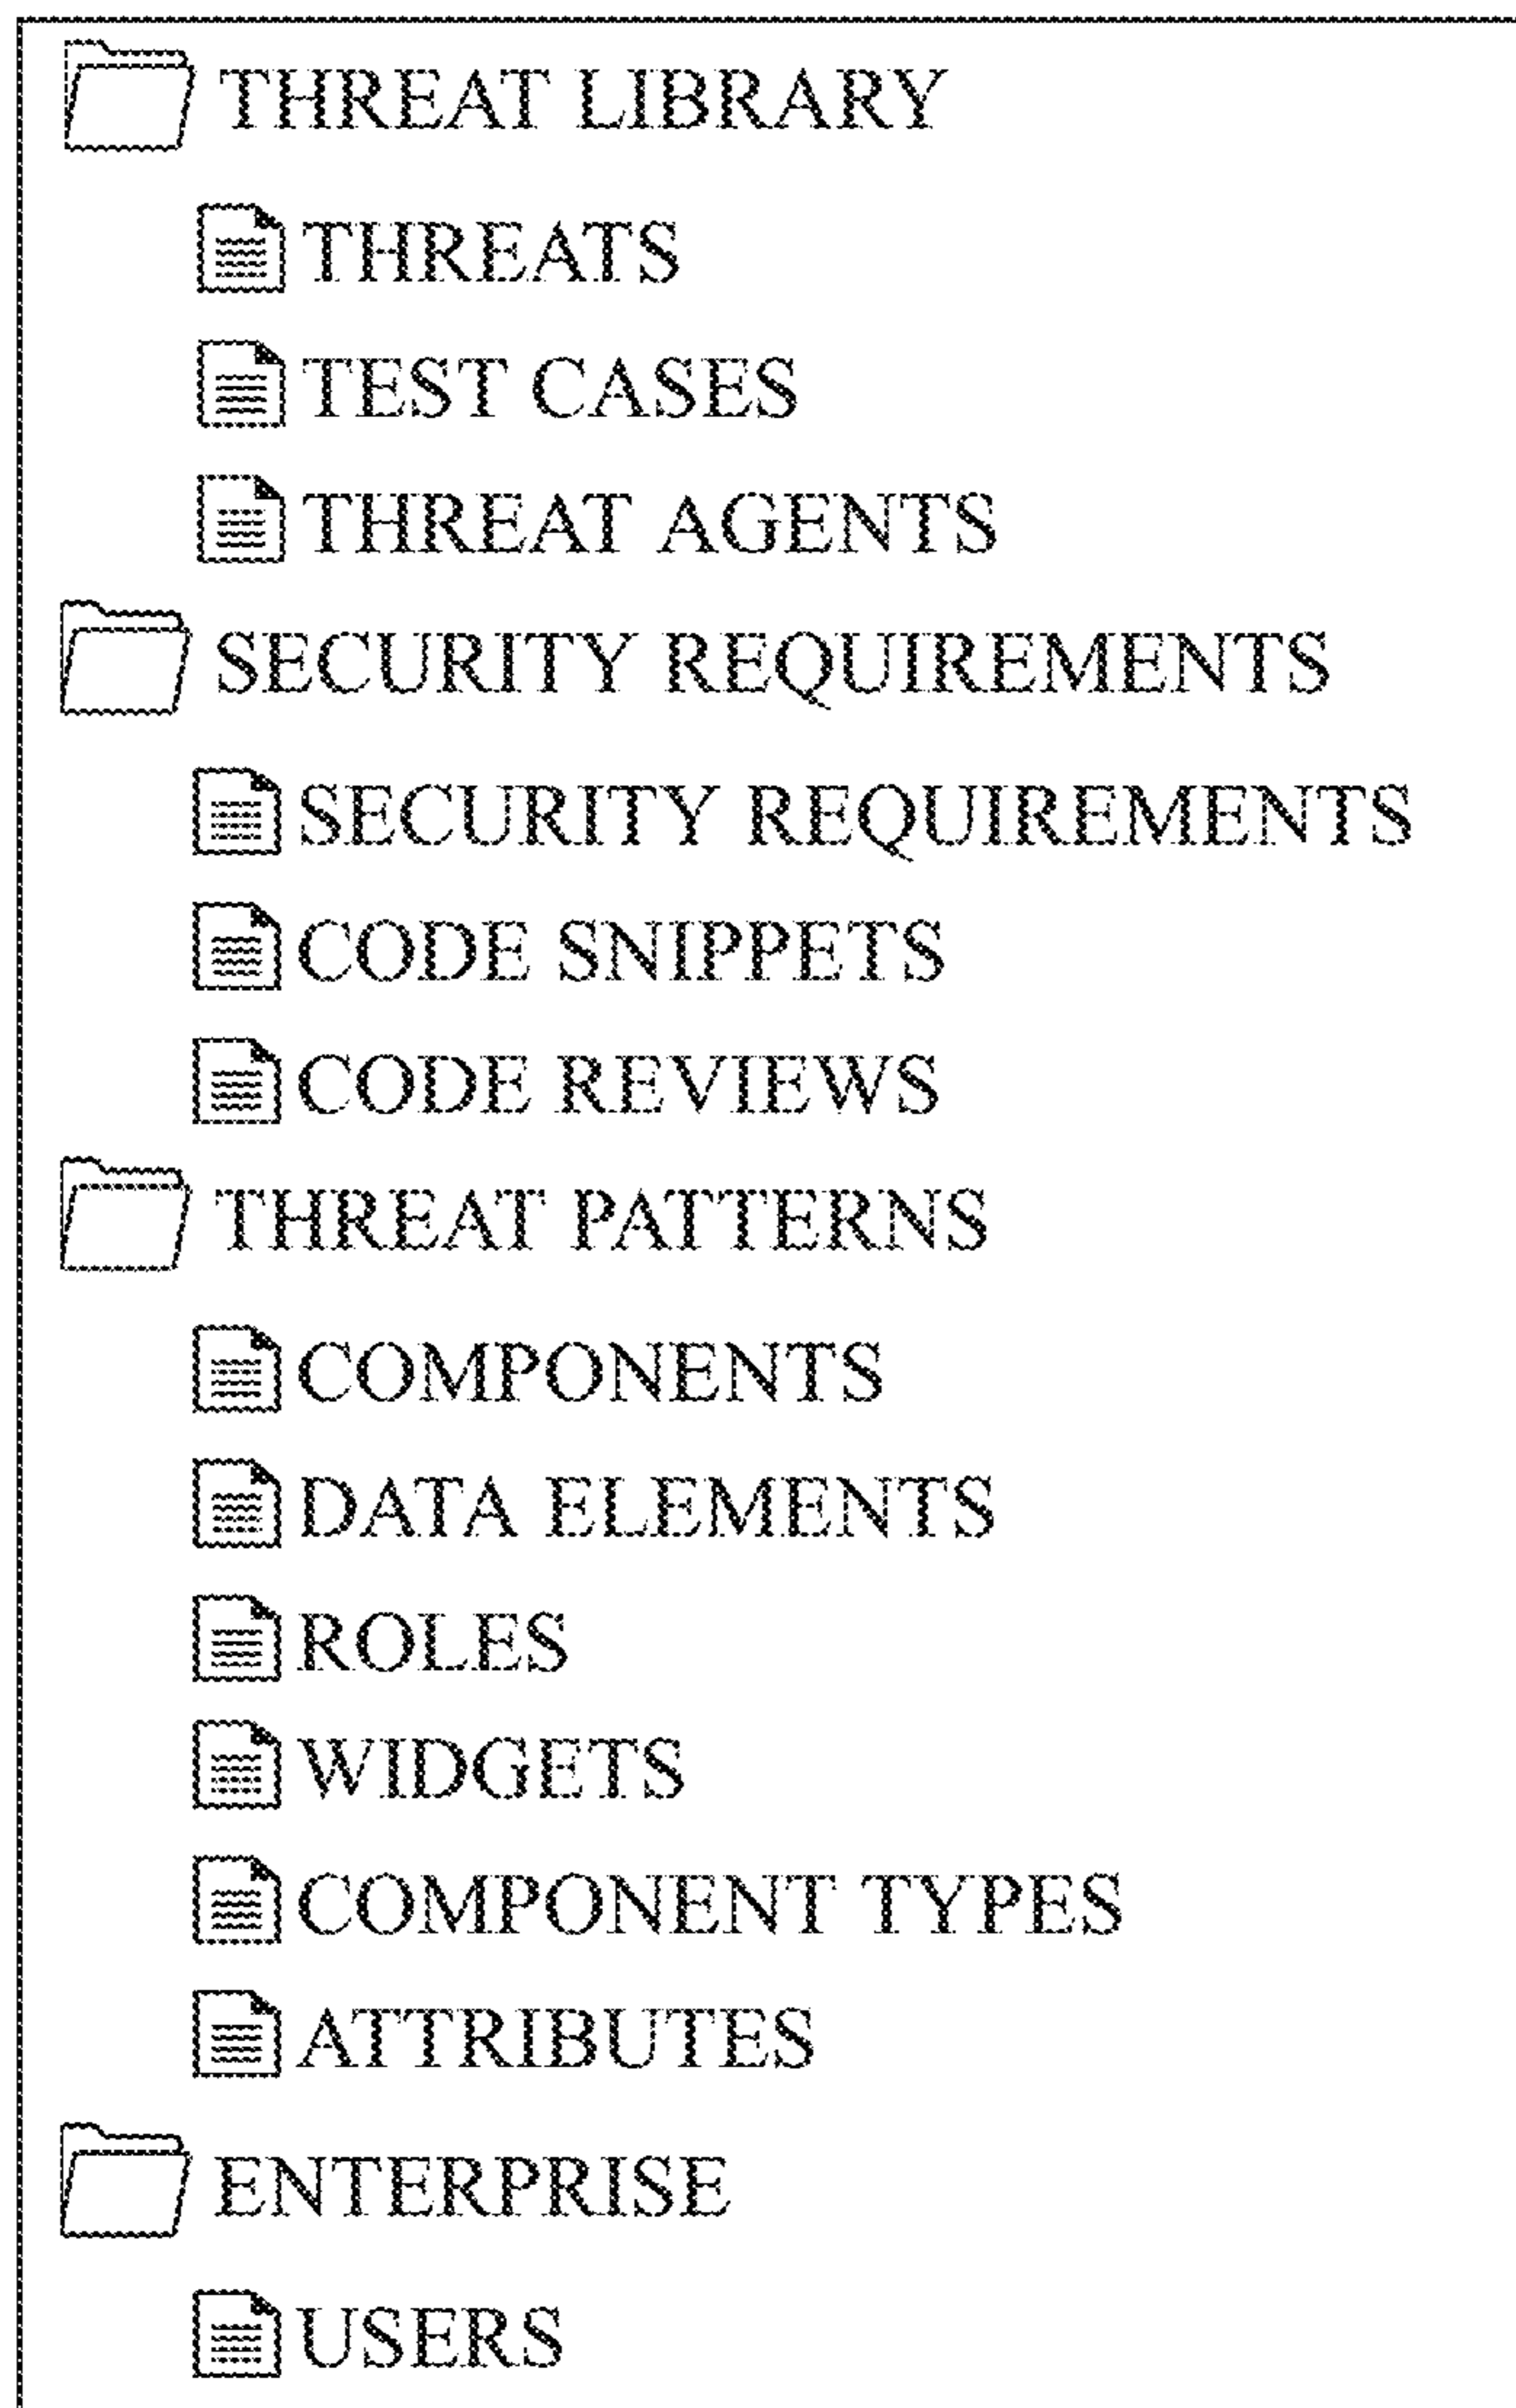 THREAT LIBRARY
THREATS
TEST CASES
THREAT AGENTS
SECURITY REQUIREMENTS
SECURITY REQUIREMENTS
CODE SNIPPETS
CODE REVIEWS
THREAT PATTERNS
COMPONENTS
DATA ELEMENTS
ROLES
WIDGETS
COMPONENT TYPES
ATTRIBUTES
ENTERPRISE
USERS